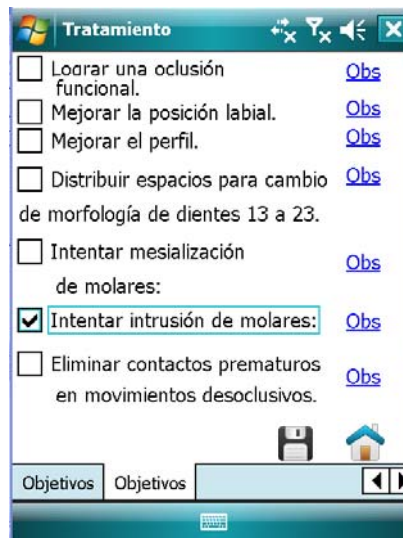 Tratamiento
Lograr una oclusión Obs
funcional.
Mejorar la posición labial. Obs
Mejorar el perfil. Obs
Distribuir espacios para cambio Obs
de morfología de dientes 13 a 23.
Intentar mesialización Obs
de molares:
Intentar intrusión de molares: Obs
Eliminar contactos prematuros Obs
en movimientos desoclusivos.
Objetivos Objetivos